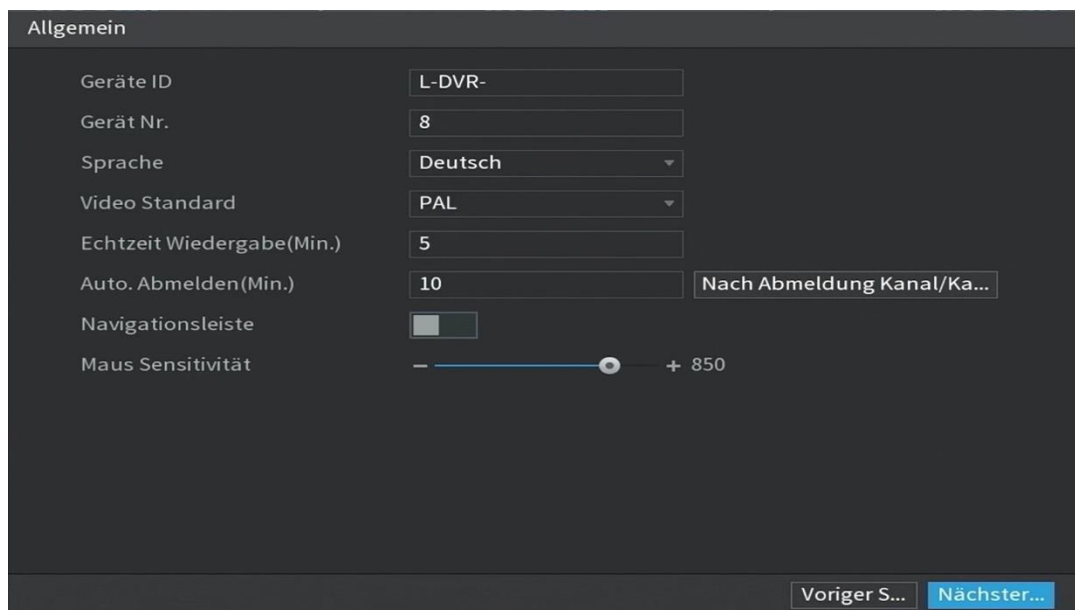 Allgemein
Geräte ID L-DVR-
Gerät Nr. 8
Sprache Deutsch
Video Standard PAL
Echtzeit Wiedergabe(Min.) 5
Auto. Abmelden(Min.) 10 Nach Abmeldung Kanal/Ka...
Navigationsleiste
Maus Sensitivität − + 850
Voriger S... Nächster...